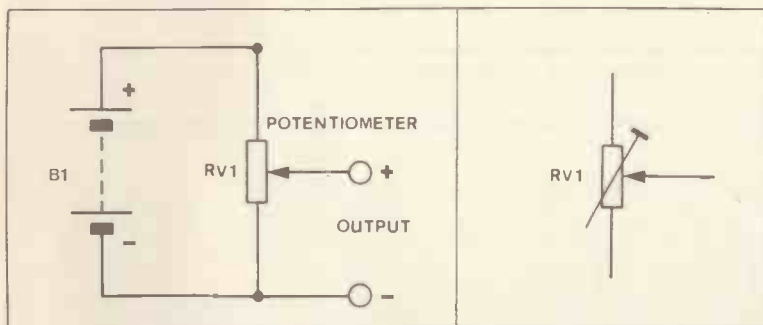 +
POTENTIOMETER
B1
RV1
+
OUTPUT
-
-
RV1